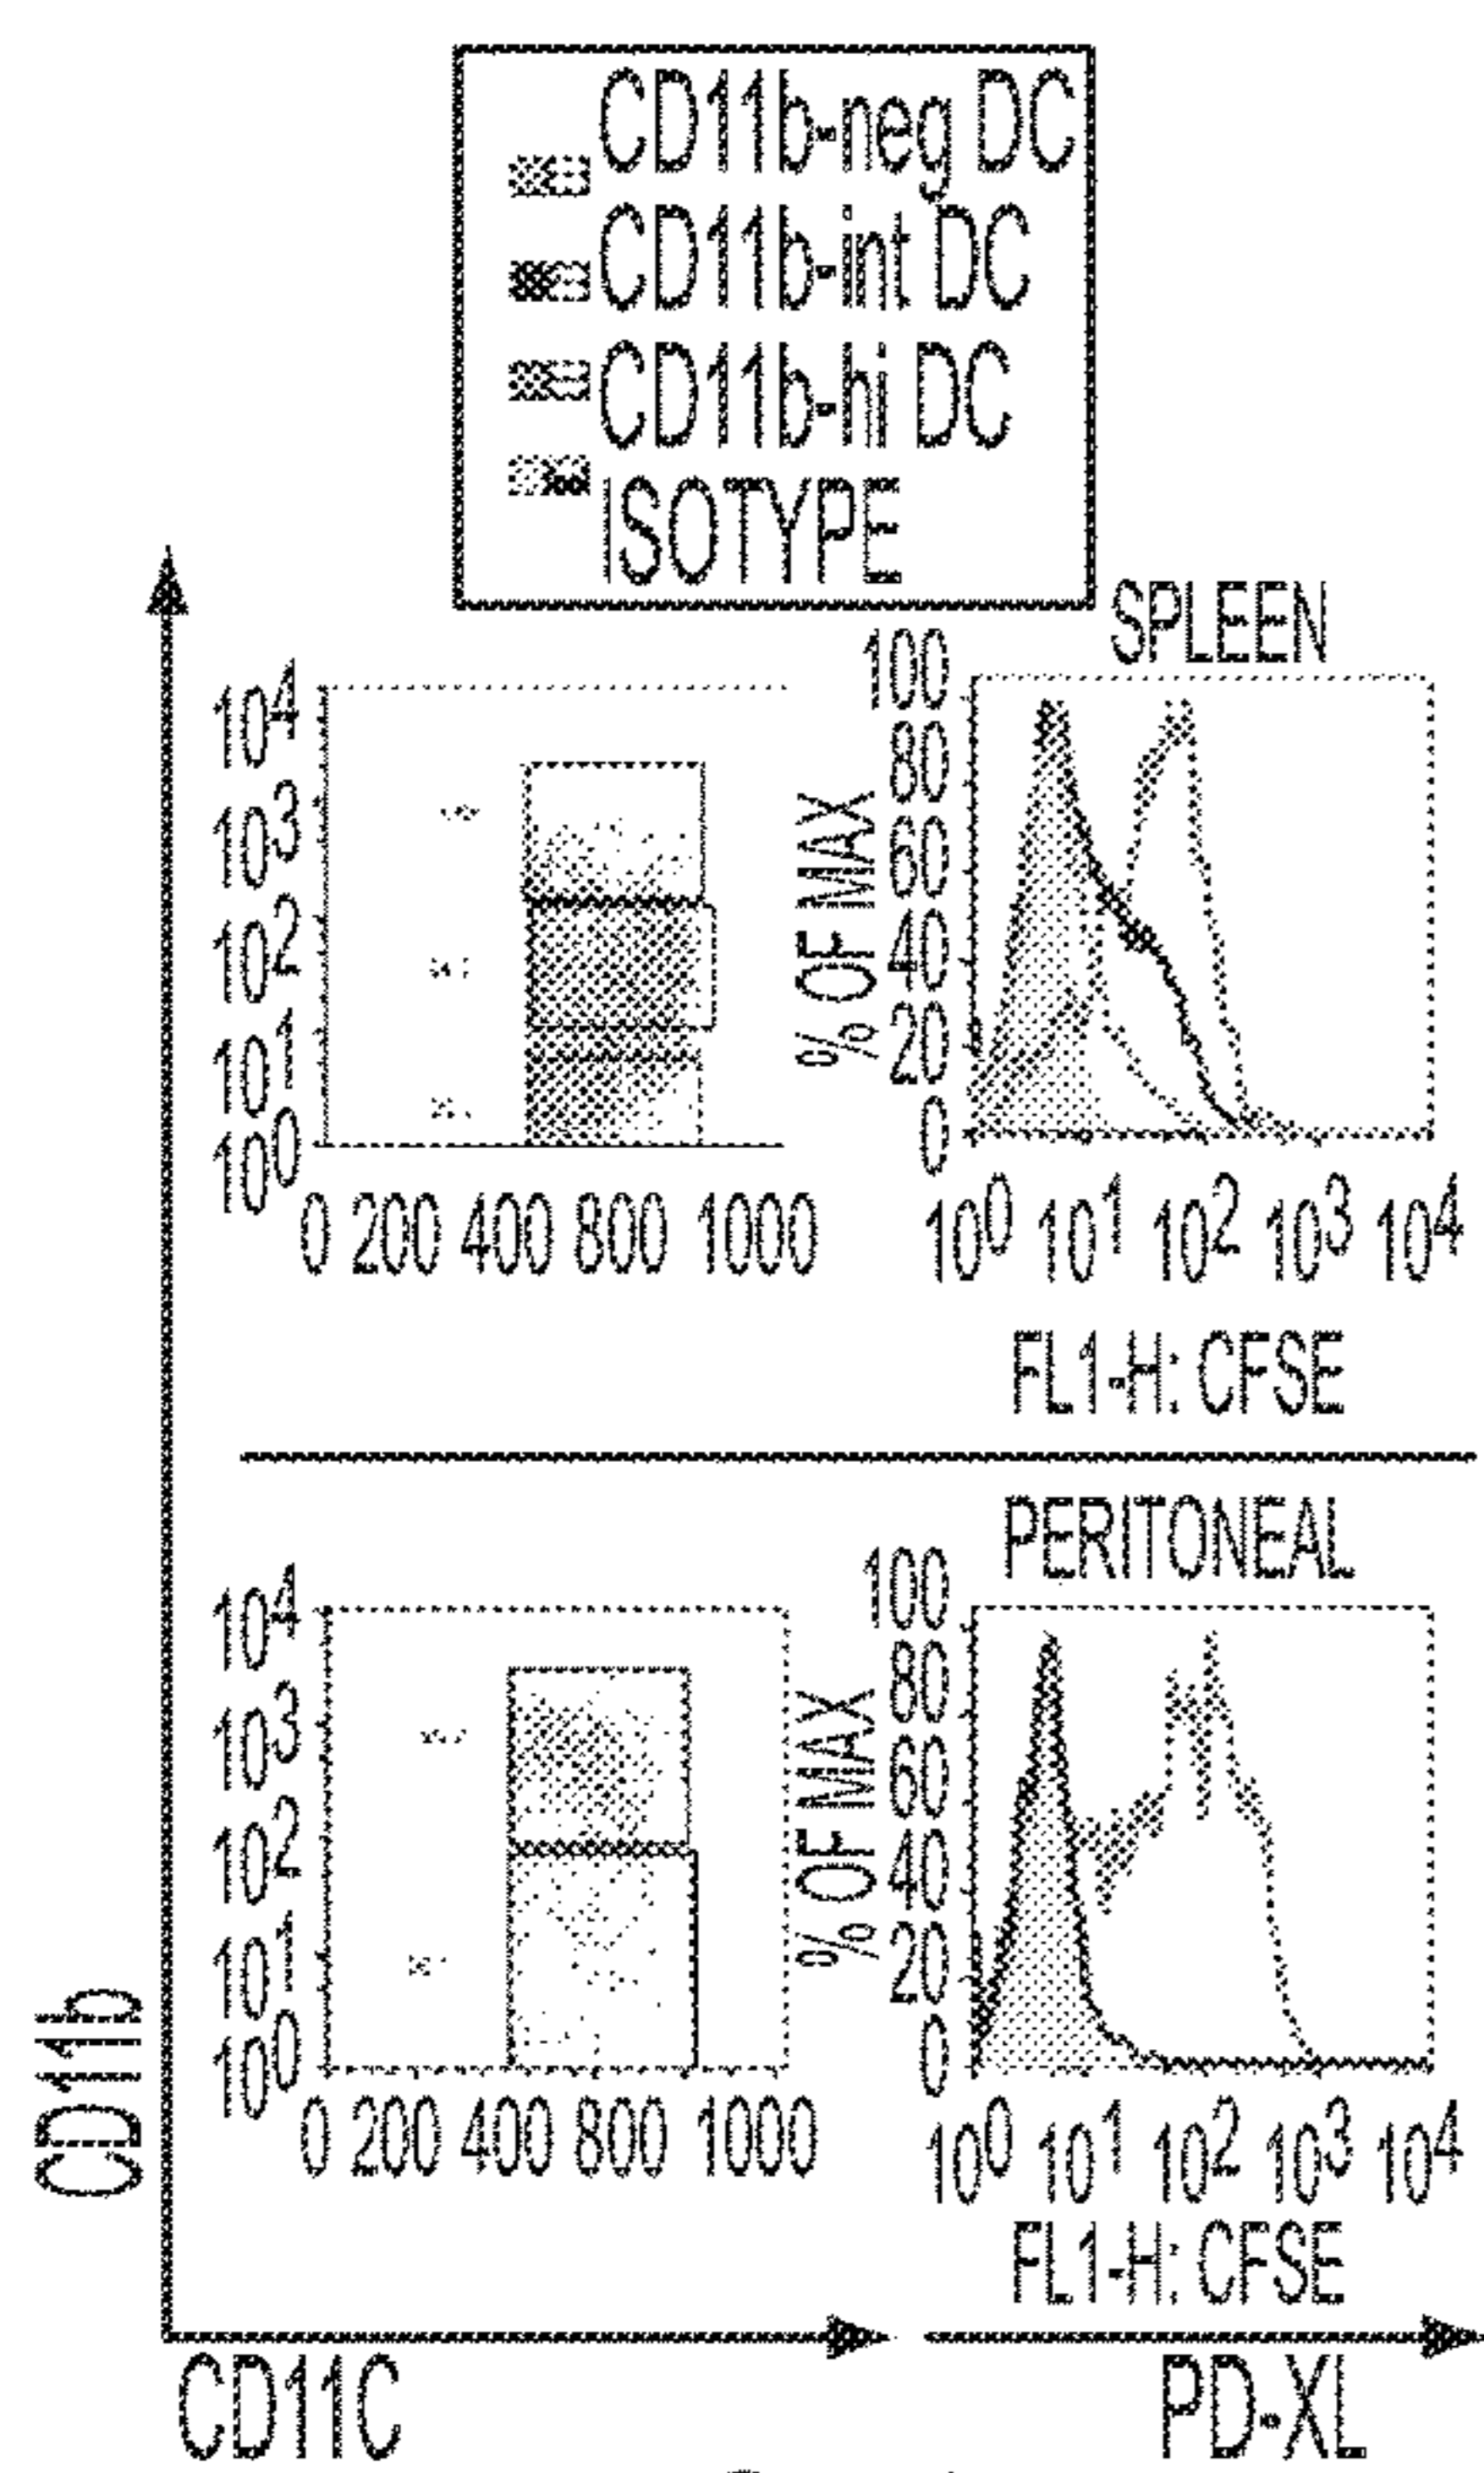 CD11b-neg DC
CD11b-int DC
CD11b-hi DC
ISOTYPE
SPLEEN
10^4
10^3
10^2
10^1
10^0
0 200 400 800 1000
% OF MAX
100
80
60
40
20
0
10^0 10^1 10^2 10^3 10^4
FL1-H: CFSE
PERITONEAL
10^4
10^3
10^2
10^1
10^0
0 200 400 800 1000
% OF MAX
100
80
60
40
20
0
10^0 10^1 10^2 10^3 10^4
FL1-H: CFSE
CD11b
CD11C
PD-XL